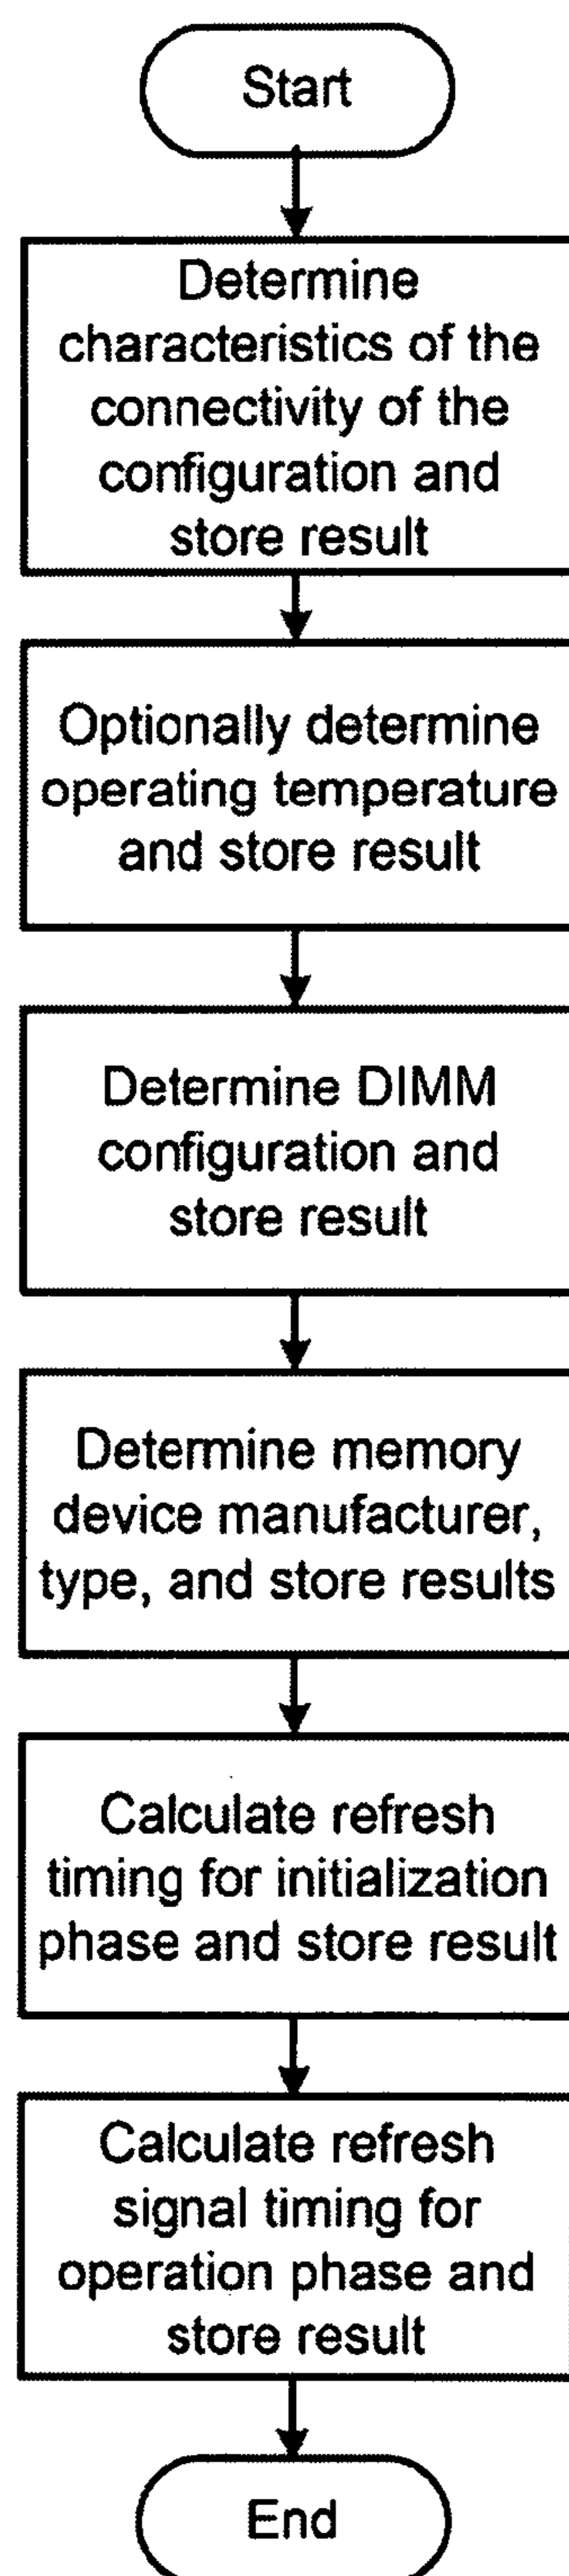 Start
Determine
characteristics of the
connectivity of the
configuration and
store result
Optionally determine
operating temperature
and store result
Determine DIMM
configuration and
store result
Determine memory
device manufacturer,
type, and store results
Calculate refresh
timing for initialization
phase and store result
Calculate refresh
signal timing for
operation phase and
store result
End